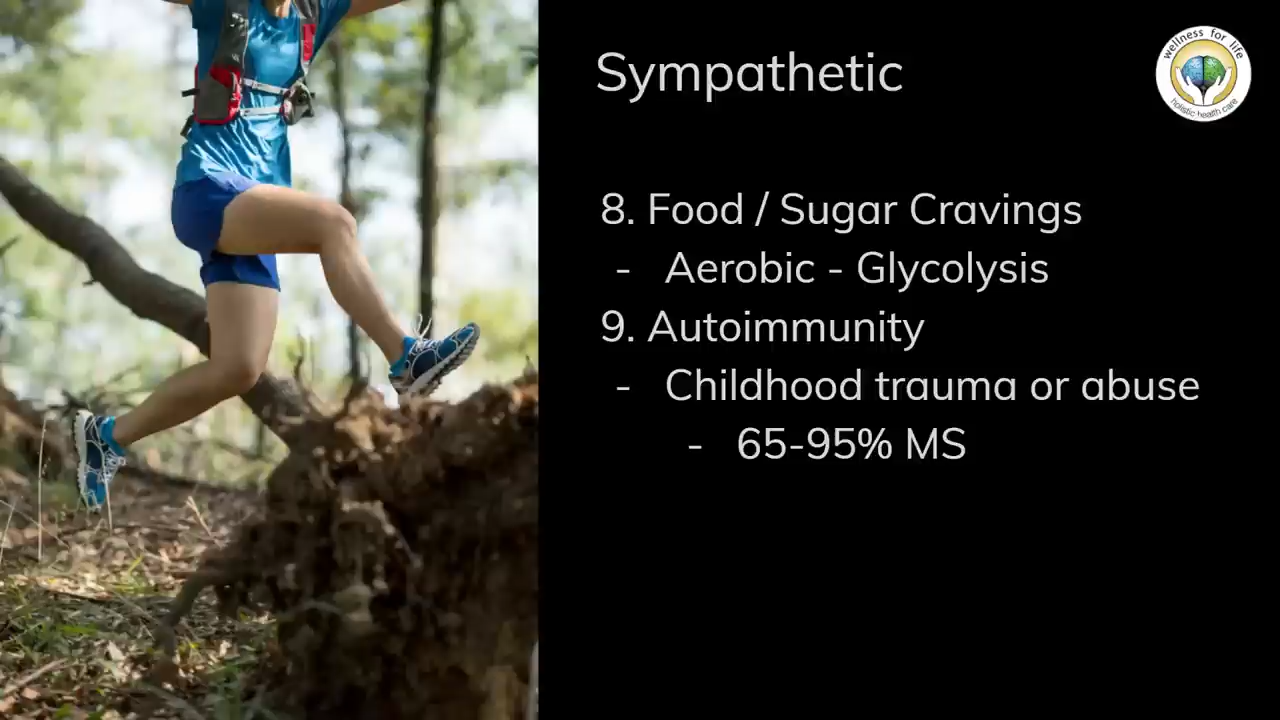 Sympathetic
wellness for life
holistic health care
8. Food / Sugar Cravings
- Aerobic - Glycolysis
9. Autoimmunity
- Childhood trauma or abuse
- 65-95% MS